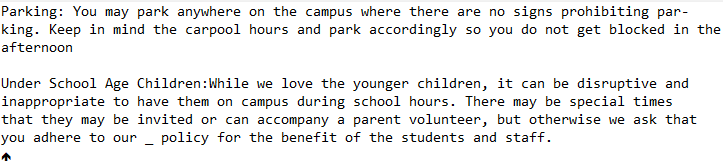 Parking: You may park anywhere on the campus where there are no signs prohibiting par-
king. Keep in mind the carpool hours and park accordingly so you do not get blocked in the
afternoon
Under School Age Children:While we love the younger children, it can be disruptive and
inappropriate to have them on campus during school hours. There may be special times
that they may be invited or can accompany a parent volunteer, but otherwise we ask that
you adhere to our _ policy for the benefit of the students and staff.